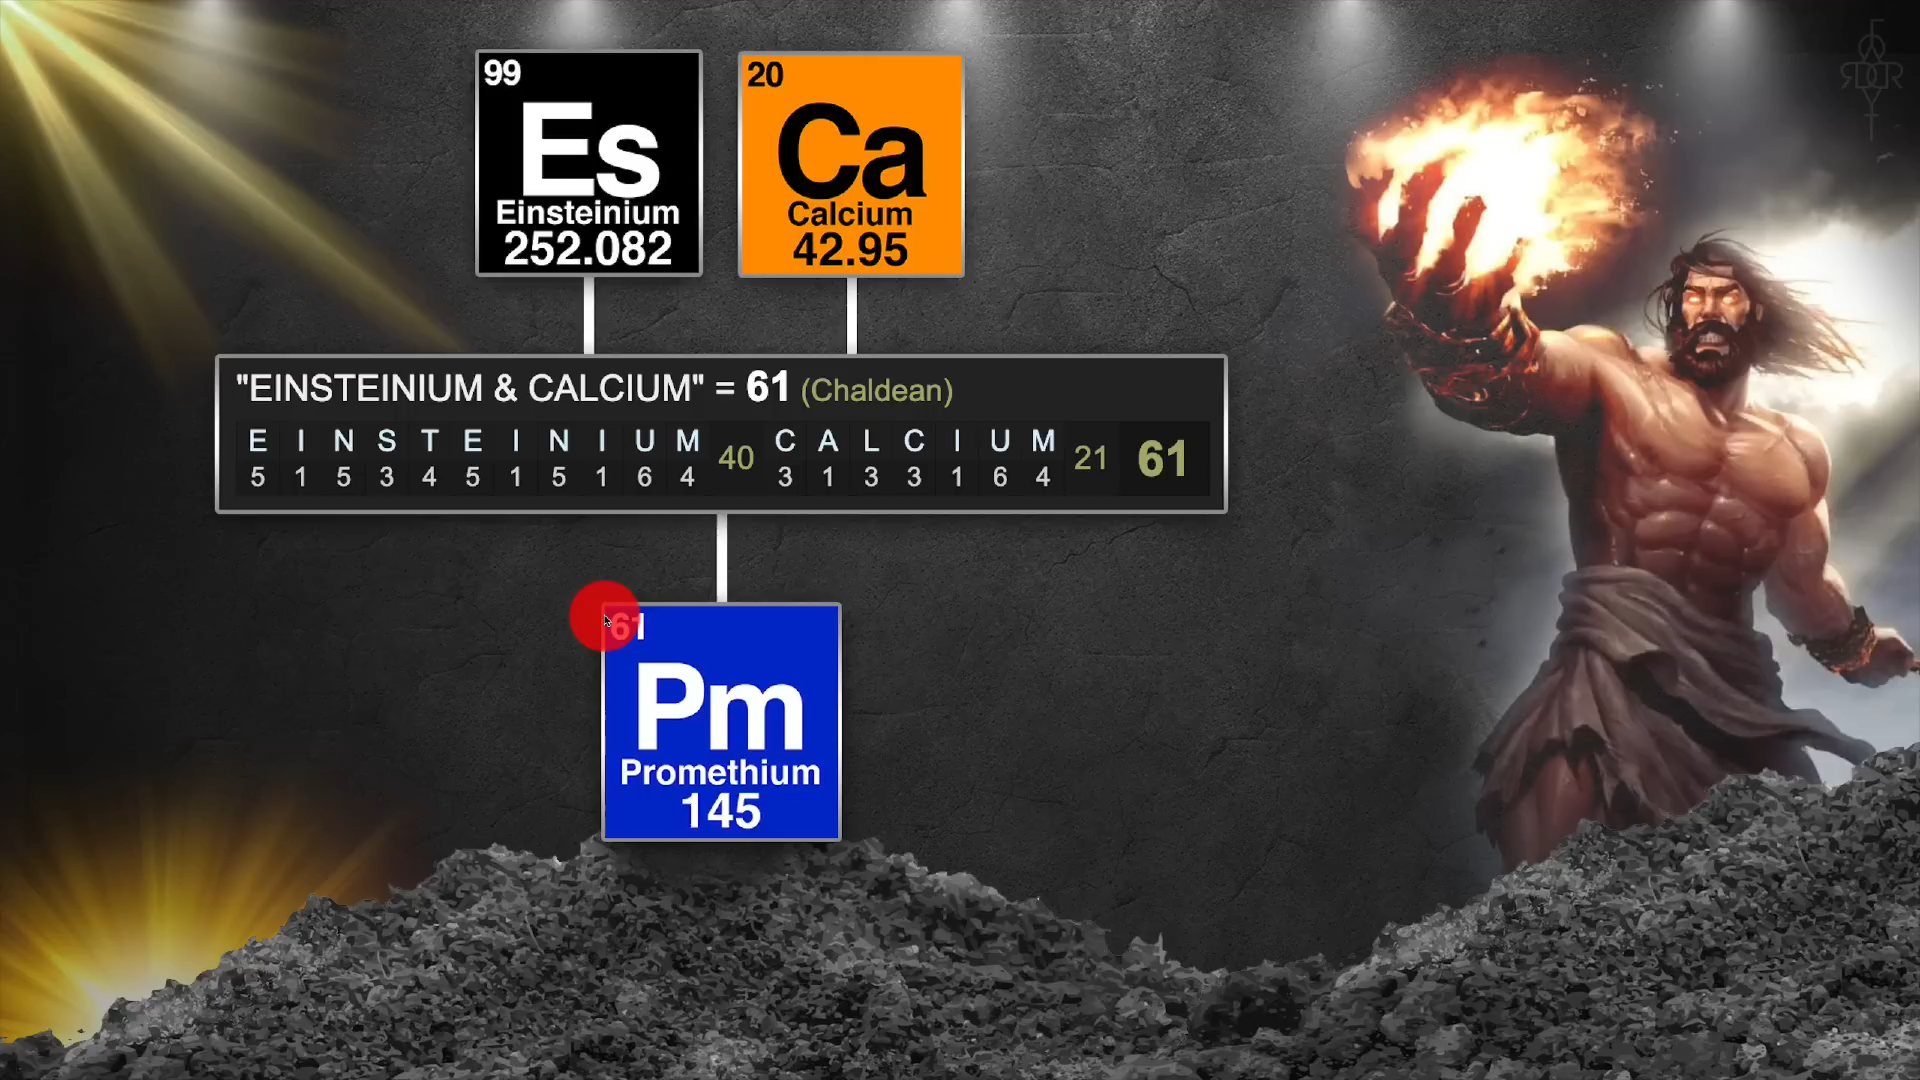 99
Es
Einsteinium
252.082
20
Ca
Calcium
42.95
"EINSTEINIUM & CALCIUM" = 61 (Chaldean)
E I N S T E I N I U M 40 C A L C I U M 21 61
5 1 5 3 4 5 1 5 1 6 4 3 1 3 3 1 6 4
61
Pm
Promethium
145